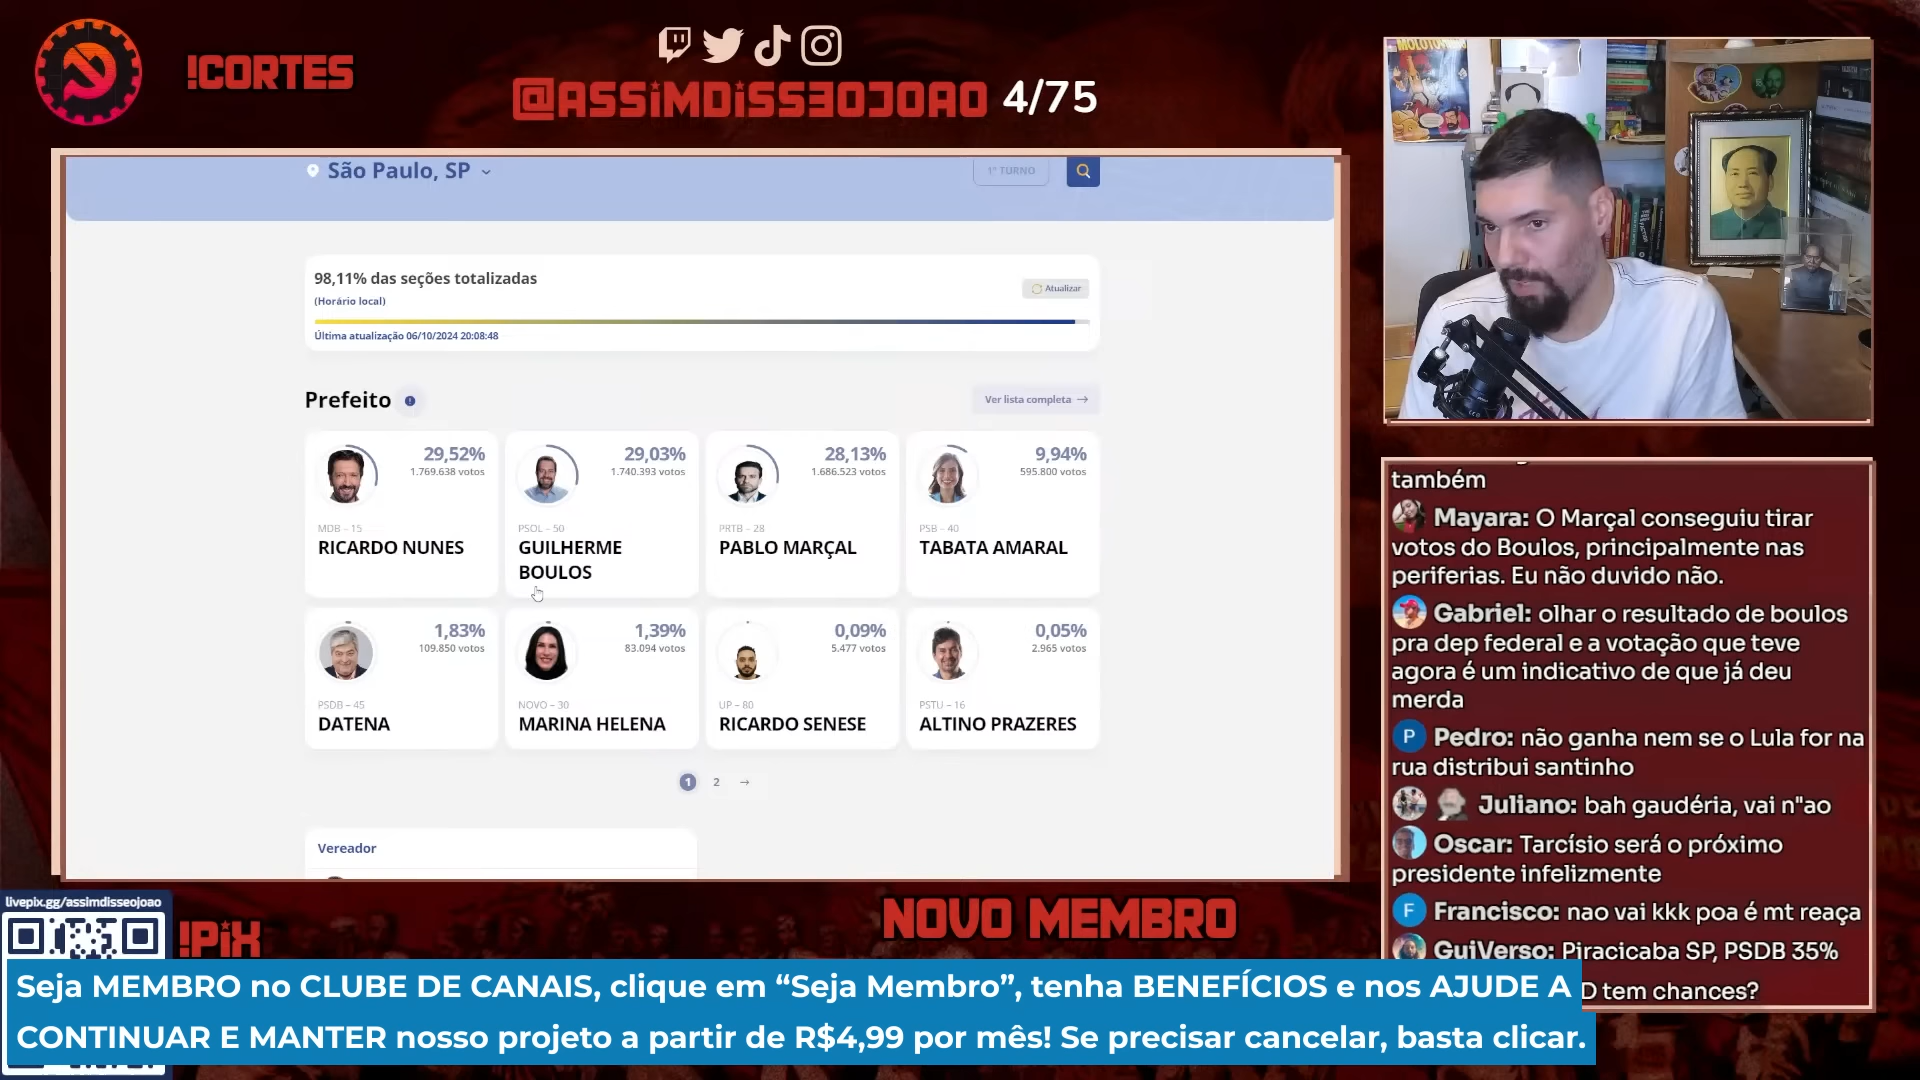 !CORTES
@ASSIMDISSEOJOAO 4/75
MOLOTOV
São Paulo, SP
1º TURNO
98,11% das seções totalizadas
(Horário local)
Atualizar
Última atualização 06/10/2024 20:08:48
Prefeito
Ver lista completa →
29,52%
1.769.638 votos
MDB – 15
RICARDO NUNES
29,03%
1.740.393 votos
PSOL – 50
GUILHERME
BOULOS
28,13%
1.686.523 votos
PRTB – 28
PABLO MARÇAL
9,94%
595.800 votos
PSB – 40
TABATA AMARAL
1,83%
109.850 votos
PSDB – 45
DATENA
1,39%
83.094 votos
NOVO – 30
MARINA HELENA
0,09%
5.477 votos
UP – 80
RICARDO SENESE
0,05%
2.965 votos
PSTU – 16
ALTINO PRAZERES
1 2 →
Vereador
também
Mayara: O Marçal conseguiu tirar
votos do Boulos, principalmente nas
periferias. Eu não duvido não.
Gabriel: olhar o resultado de boulos
pra dep federal e a votação que teve
agora é um indicativo de que já deu
merda
P Pedro: não ganha nem se o Lula for na
rua distribui santinho
Juliano: bah gaudéria, vai n"ao
Oscar: Tarcísio será o próximo
presidente infelizmente
F Francisco: nao vai kkk poa é mt reaça
GuiVerso: Piracicaba SP, PSDB 35%
D tem chances?
livepix.gg/assimdisseojoao
!PIX
NOVO MEMBRO
Seja MEMBRO no CLUBE DE CANAIS, clique em “Seja Membro”, tenha BENEFÍCIOS e nos AJUDE A
CONTINUAR E MANTER nosso projeto a partir de R$4,99 por mês! Se precisar cancelar, basta clicar.